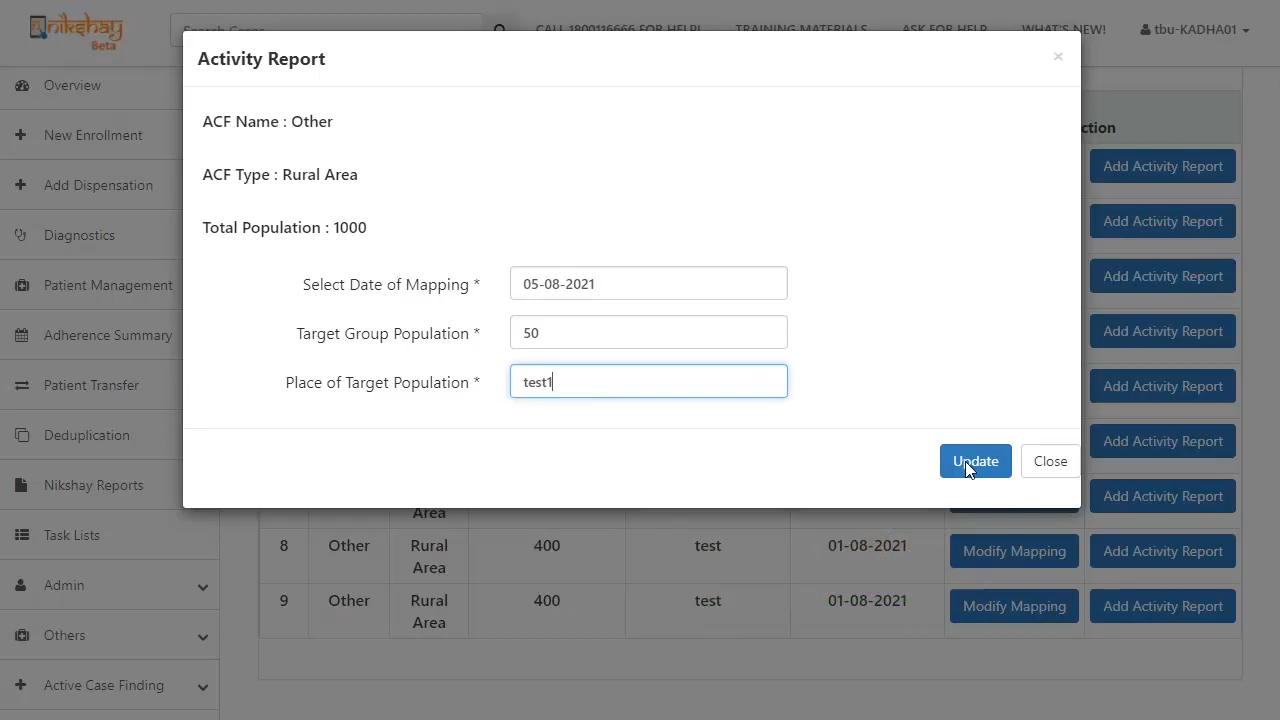 nikshay
Beta
CALL 1800116666 FOR HELP!
TRAINING MATERIALS
ASK FOR HELP
WHAT'S NEW!
tbu-KADHA01
Overview
New Enrollment
Add Dispensation
Diagnostics
Patient Management
Adherence Summary
Patient Transfer
Deduplication
Nikshay Reports
Task Lists
Admin
Others
Active Case Finding
Activity Report
×
ACF Name : Other
ACF Type : Rural Area
Total Population : 1000
Select Date of Mapping * 05-08-2021
Target Group Population * 50
Place of Target Population * test1
Update Close
Add Activity Report
Add Activity Report
Add Activity Report
Add Activity Report
Add Activity Report
Add Activity Report
Add Activity Report
Area
8 Other Rural Area 400 test 01-08-2021 Modify Mapping Add Activity Report
9 Other Rural Area 400 test 01-08-2021 Modify Mapping Add Activity Report